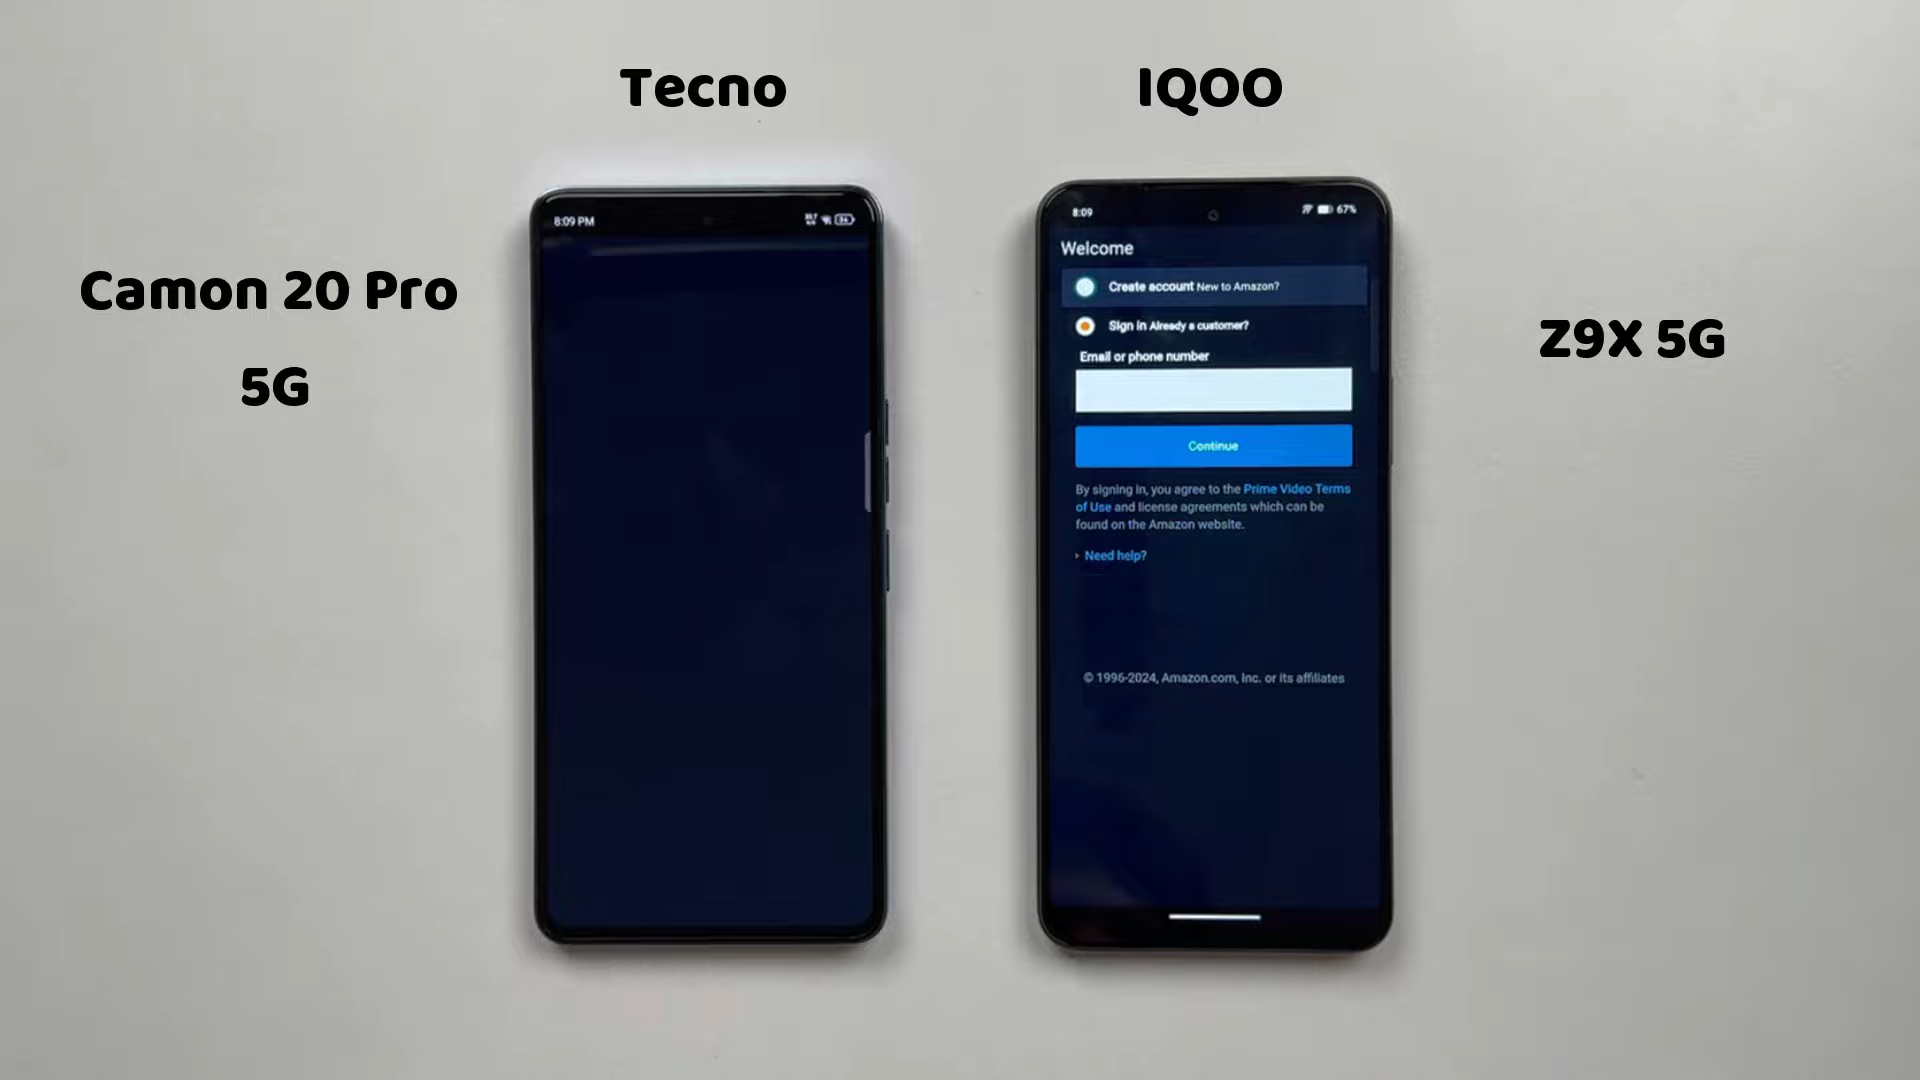 Tecno
IQOO
Camon 20 Pro
5G
Z9X 5G
8:09 PM
8:09
67%
Welcome
Create account New to Amazon?
Sign in Already a customer?
Email or phone number
Continue
By signing in, you agree to the Prime Video Terms
of Use and license agreements which can be
found on the Amazon website.
Need help?
© 1996-2024, Amazon.com, Inc. or its affiliates